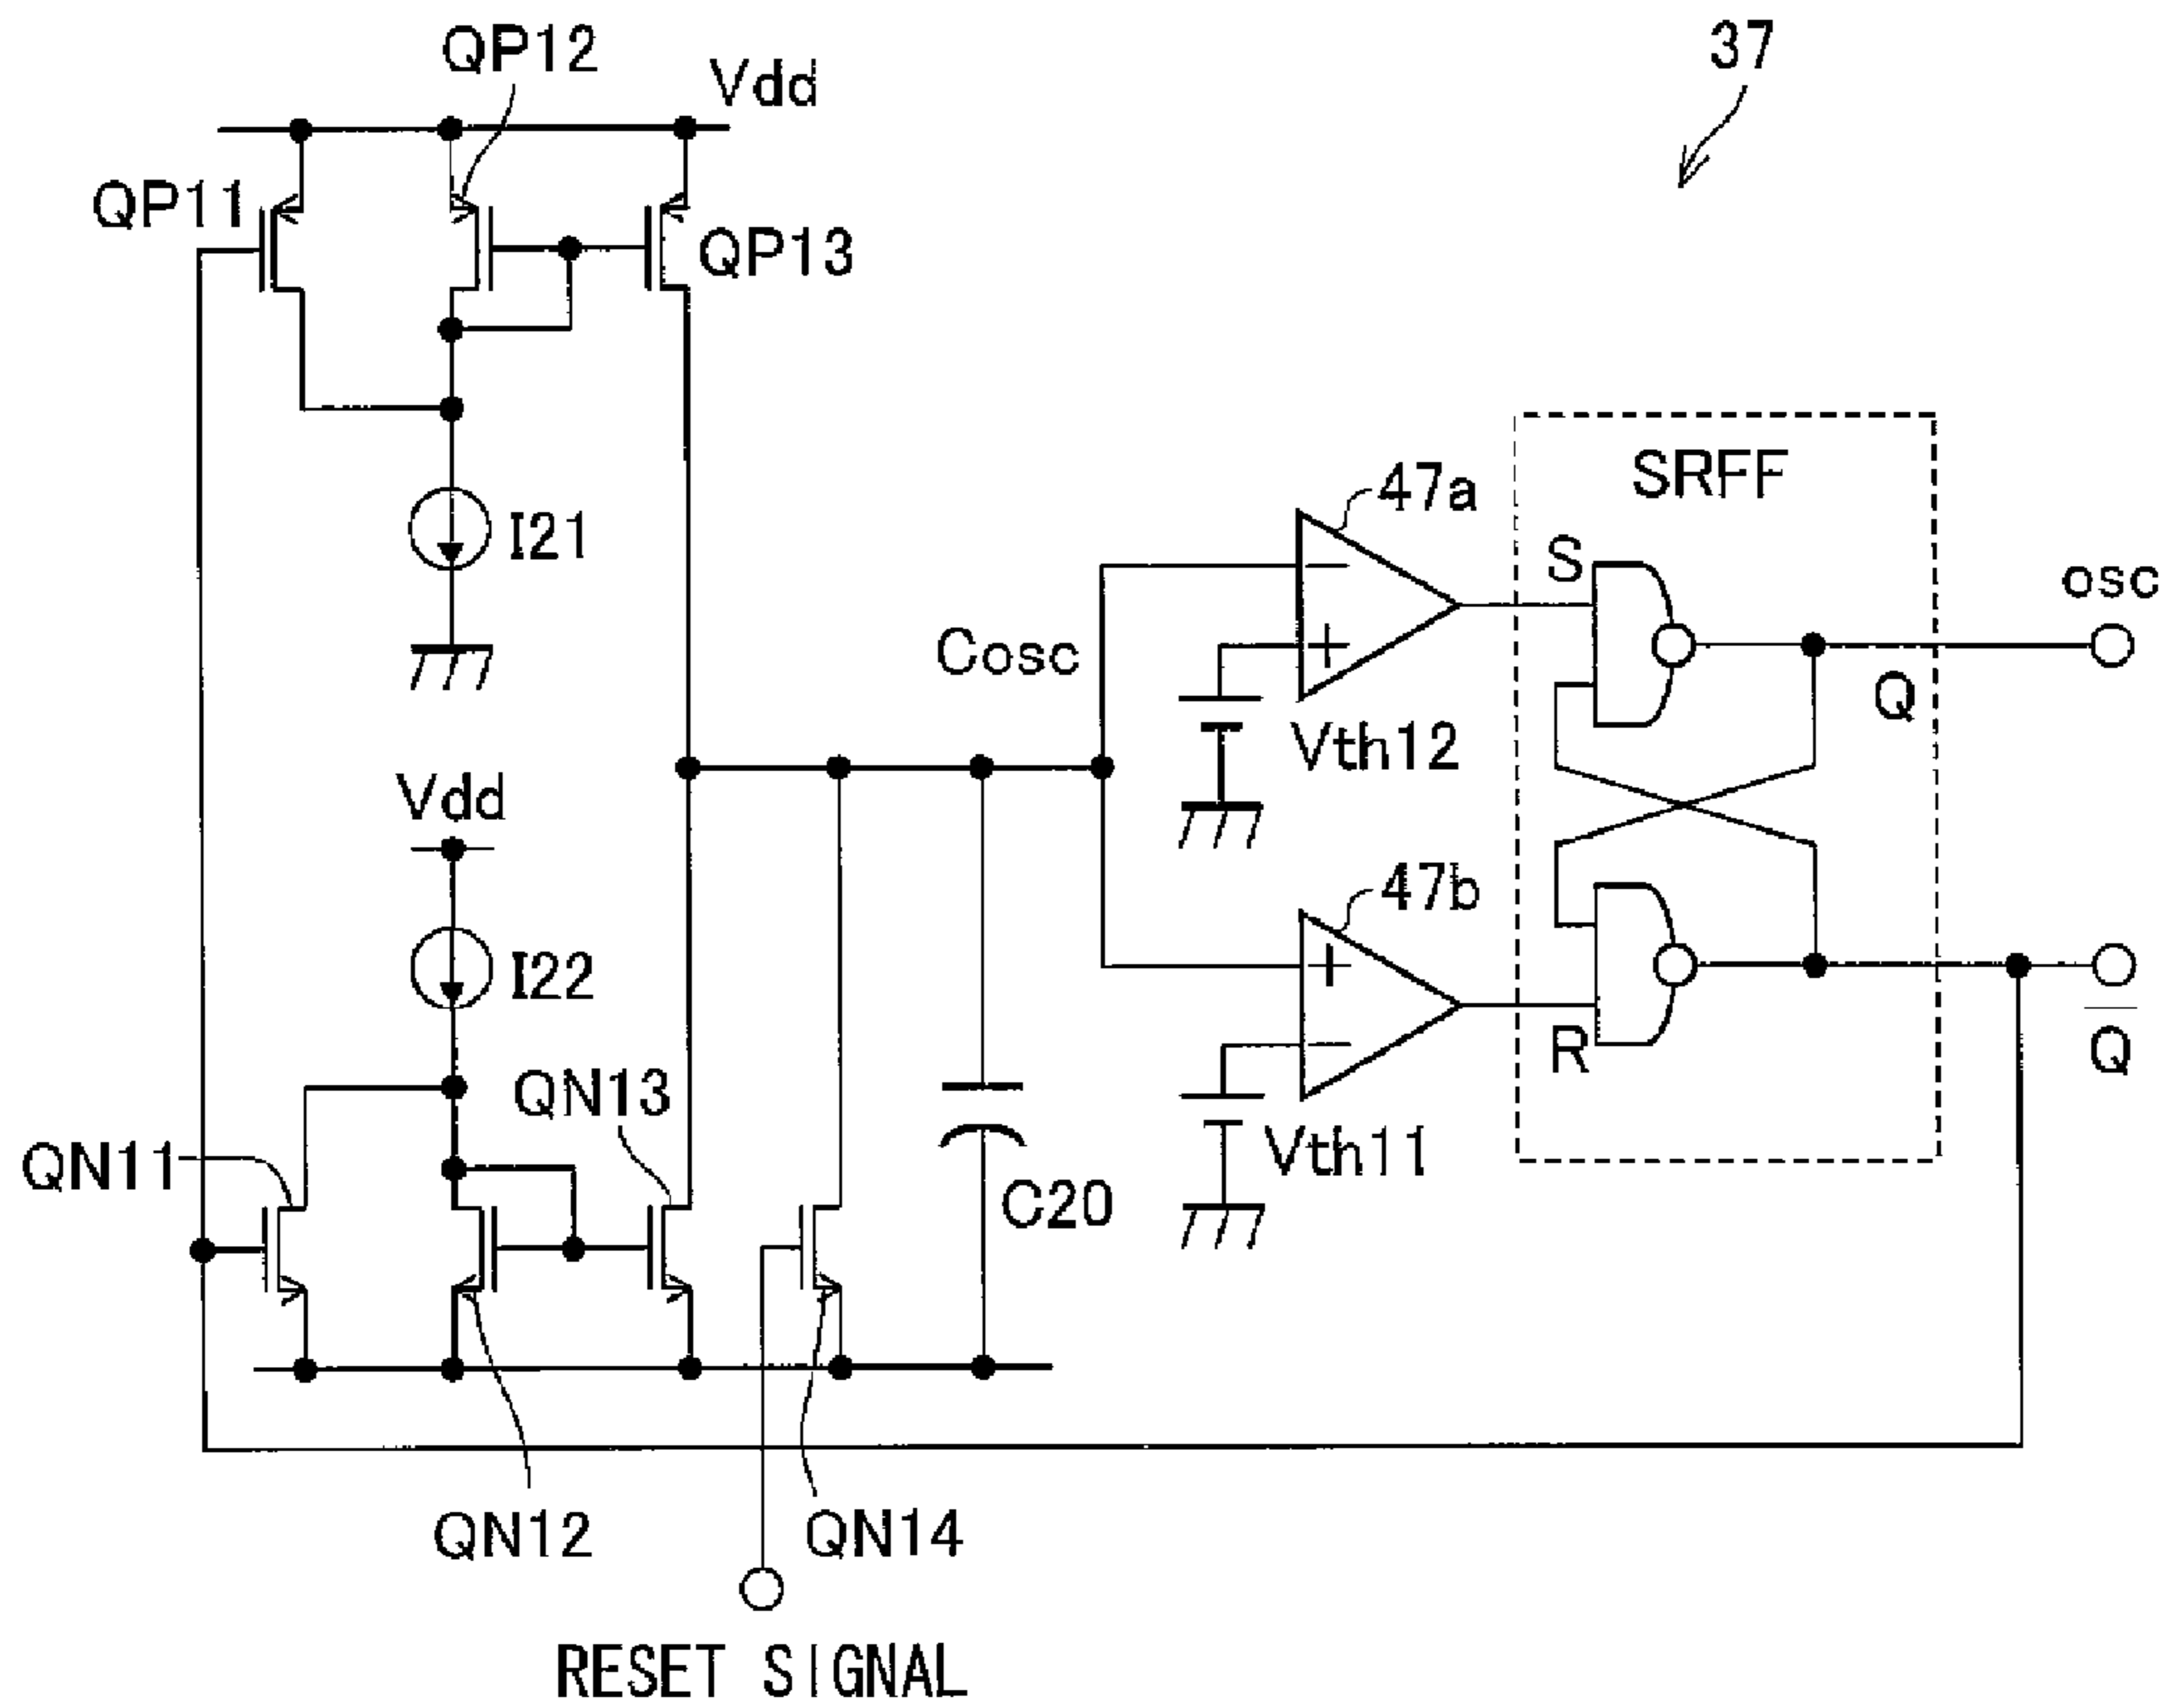 37
QP12
Vdd
QP11
QP13
47a
SRFF
I21
S
osc
Cosc
Q
Vth12
Vdd
47b
I22
R
Q
QN13
QN11
Vth11
C20
QN12
QN14
RESET SIGNAL